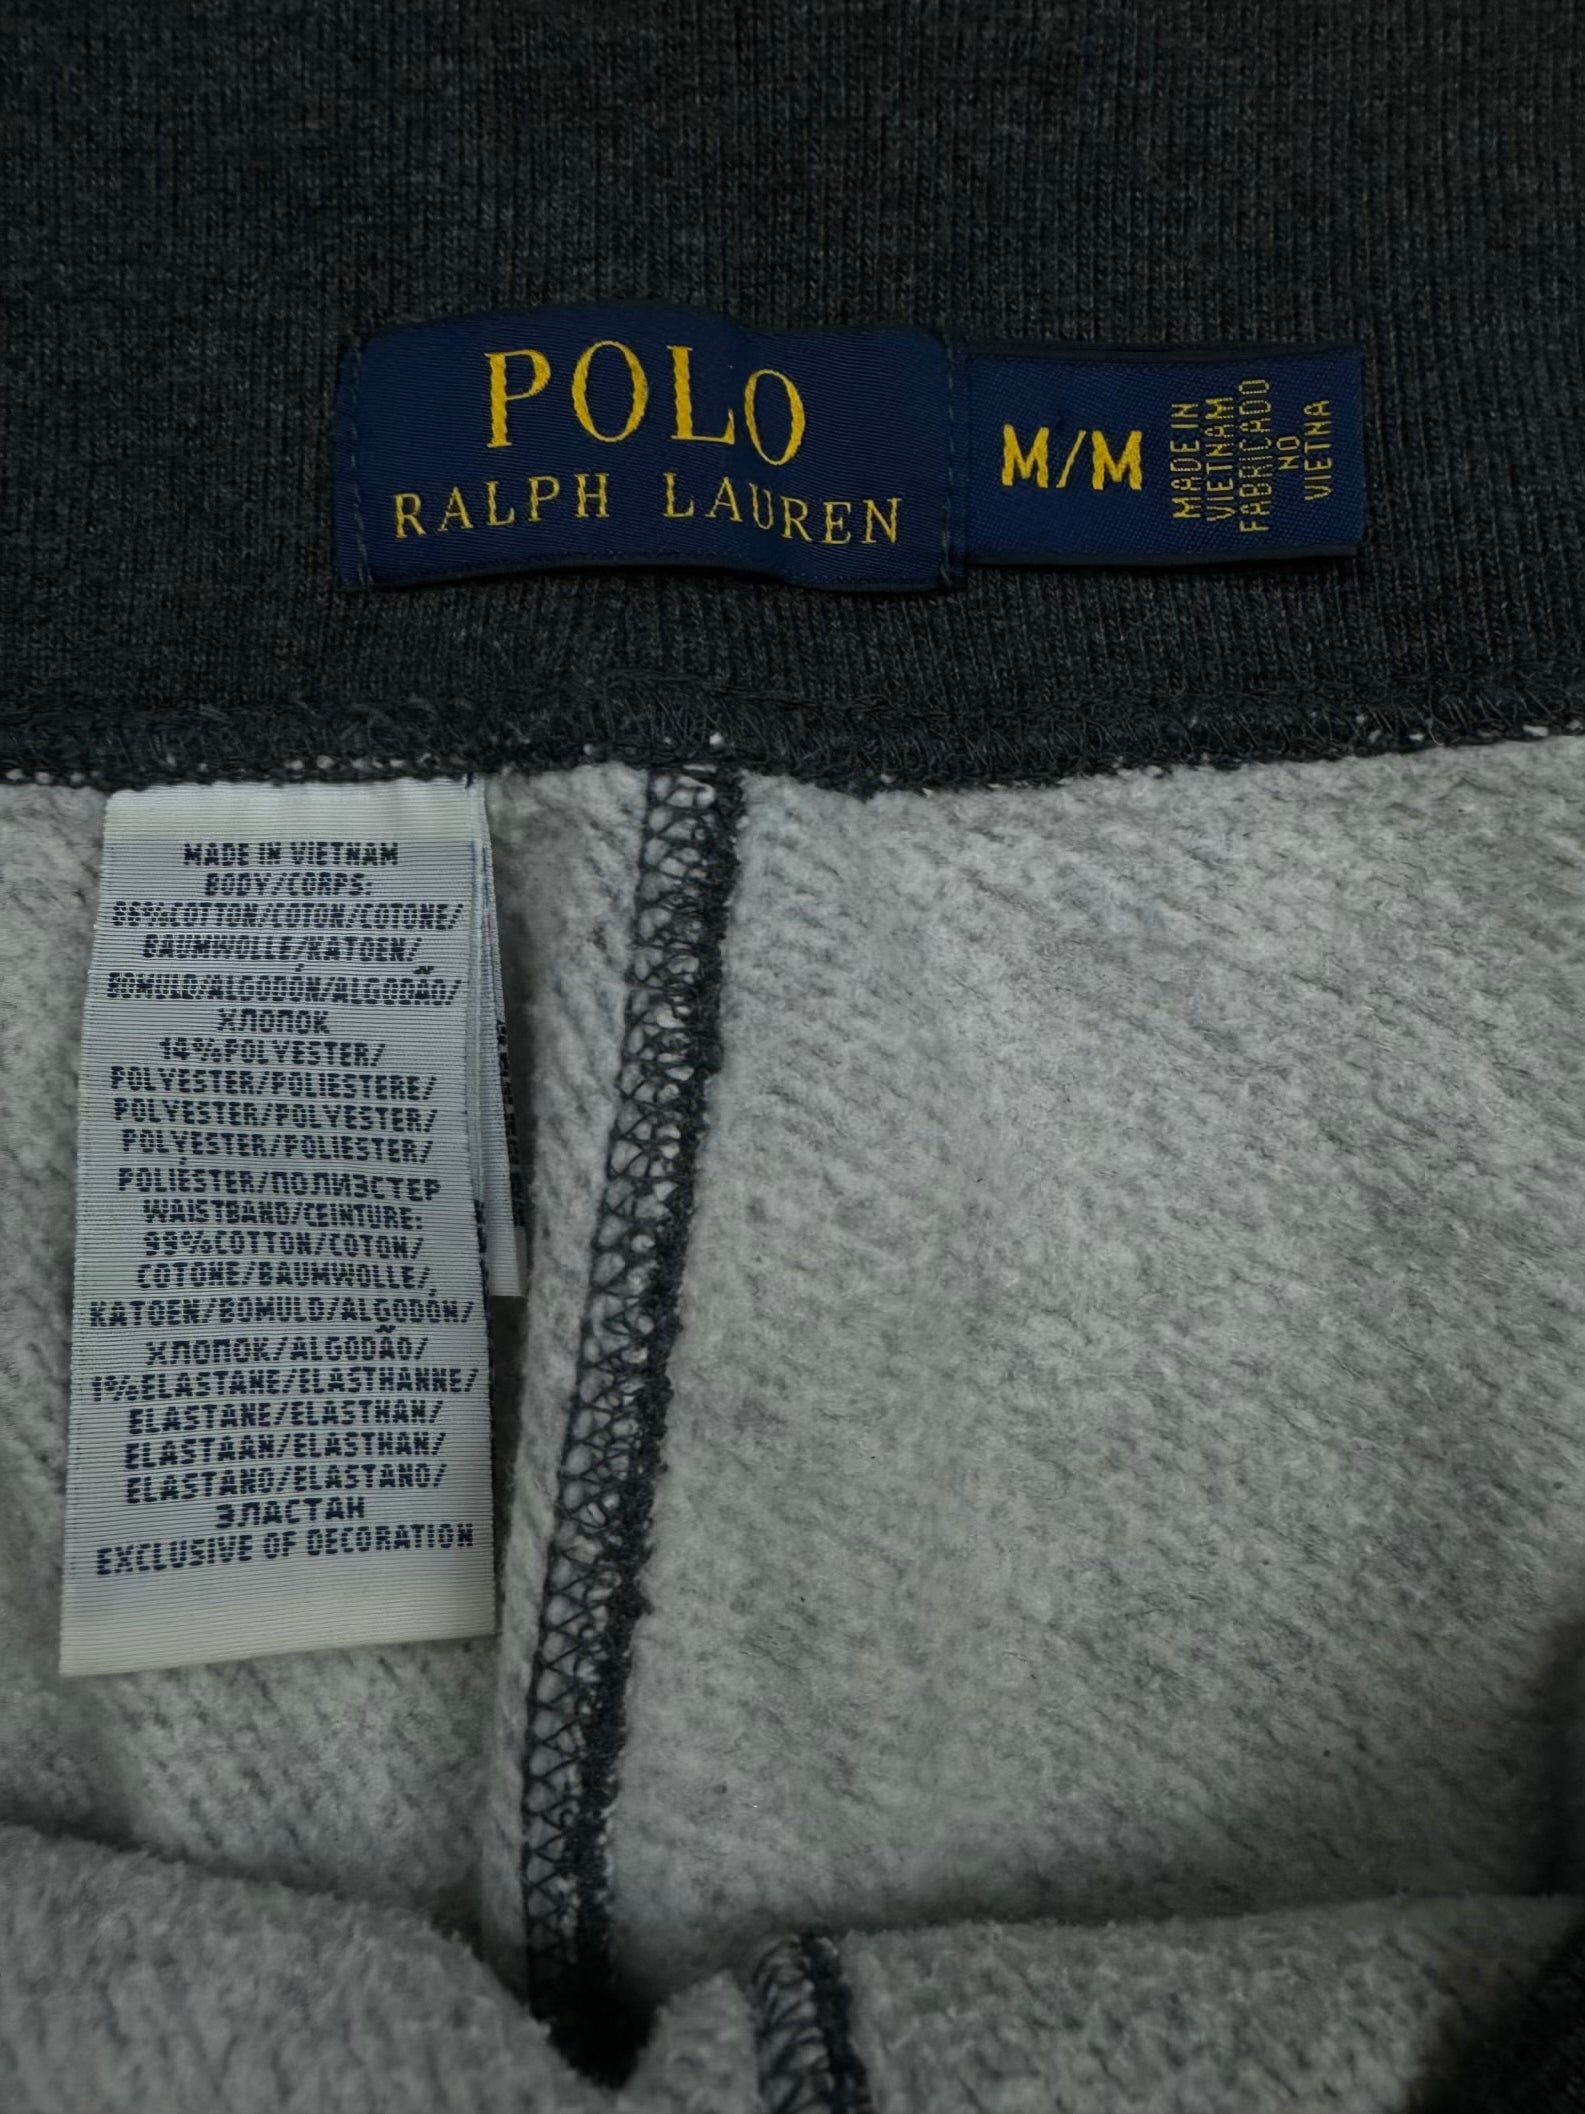 POLO
RALPH LAUREN
M/M
MADE IN
VIETNAM
FABRICADO
NO
VIETNA
MADE IN VIETNAM
BODY/CORPS:
86%COTTON/COTON/COTONE/
BAUMWOLLE/KATOEN/
BOMULD/ALGODÓN/ALGODÃO/
ХЛОПОК
14%POLYESTER/
POLYESTER/POLIESTERE/
POLYESTER/POLYESTER/
POLYESTER/POLIESTER/
POLIÉSTER/ПОЛИЭСТЕР
WAISTBAND/CEINTURE:
99%COTTON/COTON/
COTONE/BAUMWOLLE/
KATOEN/BOMULD/ALGODÓN/
ХЛОПОК/ALGODÃO/
1%ELASTANE/ELASTHANNE/
ELASTANE/ELASTHAN/
ELASTAAN/ELASTHAN/
ELASTANO/ELASTANO/
ЭЛАСТАН
EXCLUSIVE OF DECORATION